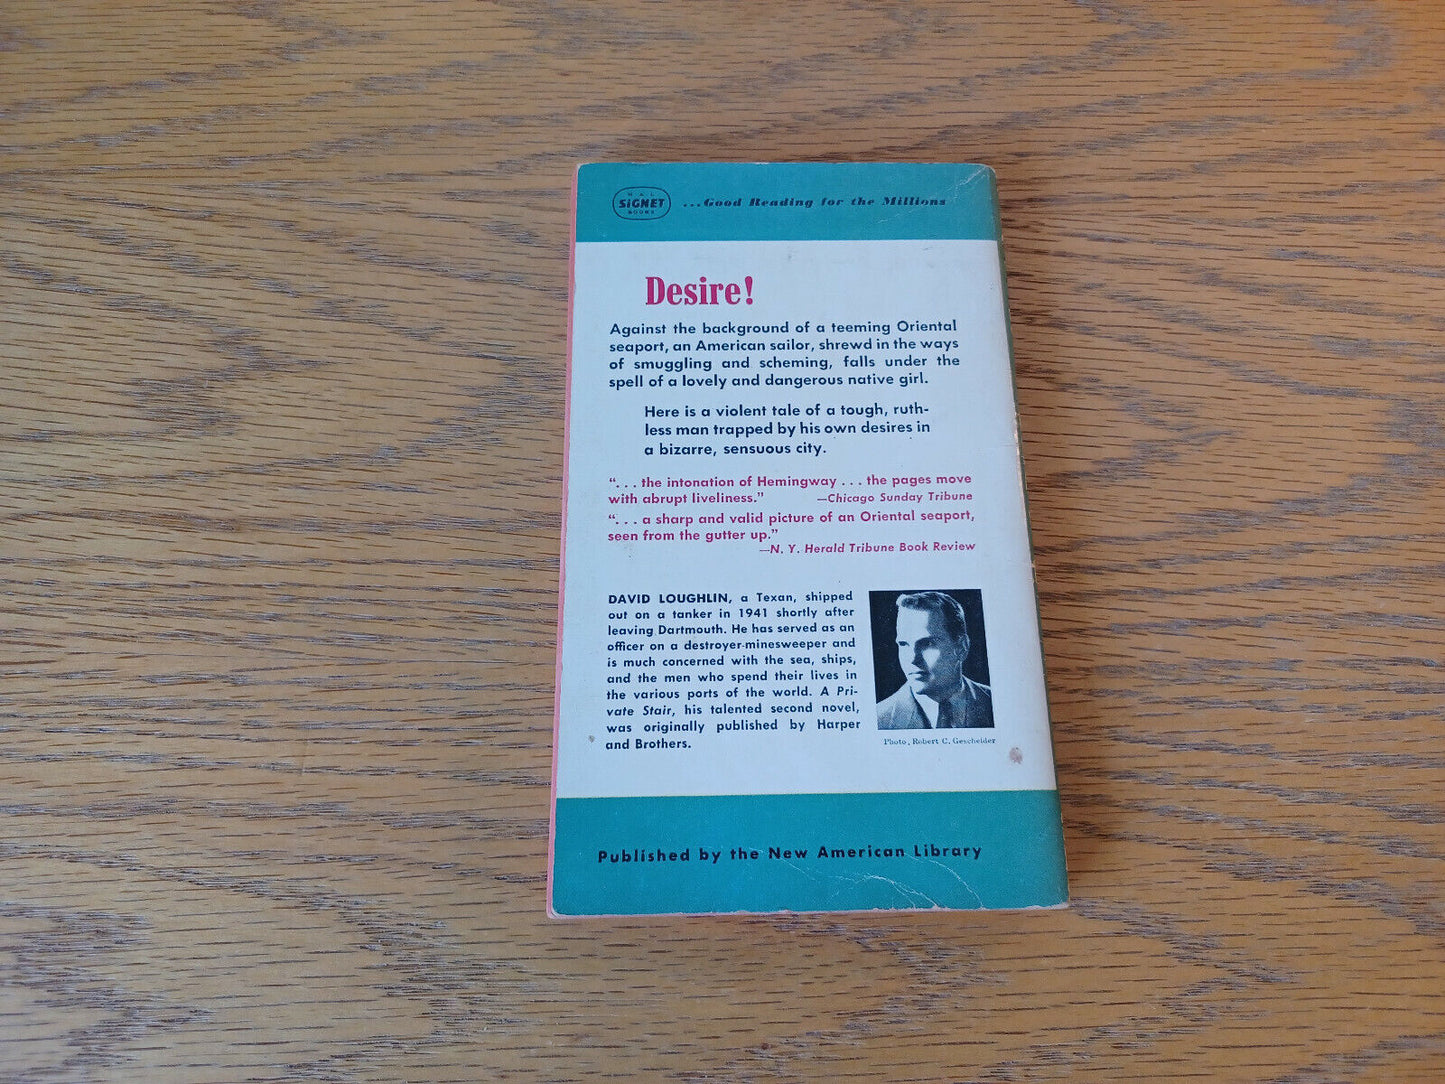 N A L
SIGNET
BOOKS
...Good Reading for the Millions
Desire!
Against the background of a teeming Oriental
seaport, an American sailor, shrewd in the ways
of smuggling and scheming, falls under the
spell of a lovely and dangerous native girl.
Here is a violent tale of a tough, ruth-
less man trapped by his own desires in
a bizarre, sensuous city.
“. . . the intonation of Hemingway . . . the pages move
with abrupt liveliness.” —Chicago Sunday Tribune
“. . . a sharp and valid picture of an Oriental seaport,
seen from the gutter up.”
—N. Y. Herald Tribune Book Review
DAVID LOUGHLIN, a Texan, shipped
out on a tanker in 1941 shortly after
leaving Dartmouth. He has served as an
officer on a destroyer-minesweeper and
is much concerned with the sea, ships,
and the men who spend their lives in
the various ports of the world. A Pri-
vate Stair, his talented second novel,
was originally published by Harper
and Brothers.
Photo, Robert C. Gescheider
Published by the New American Library